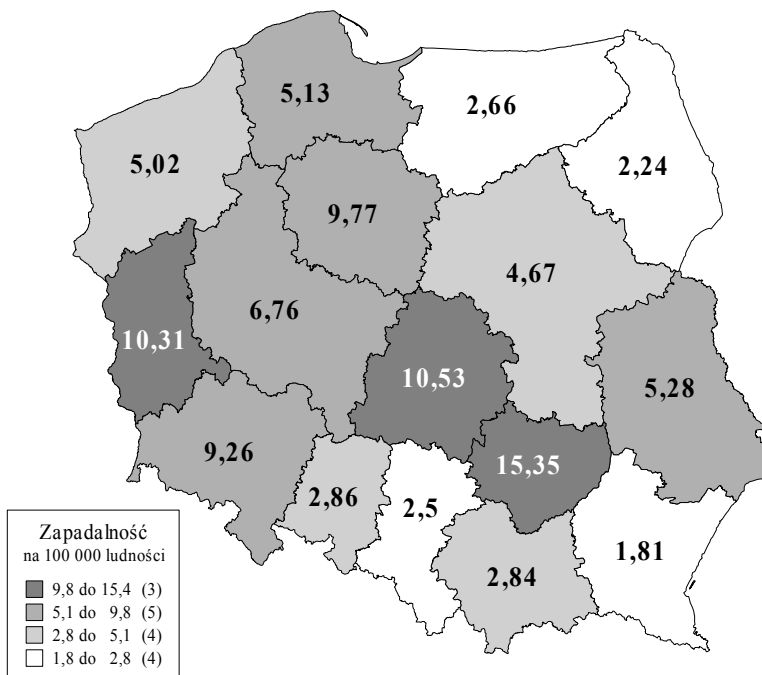 5,13
2,66
5,02
2,24
9,77
4,67
6,76
10,31
10,53
5,28
9,26
15,35
2,86
2,5
1,81
2,84
Zapadalność
na 100 000 ludności
9,8 do 15,4 (3)
5,1 do 9,8 (5)
2,8 do 5,1 (4)
1,8 do 2,8 (4)